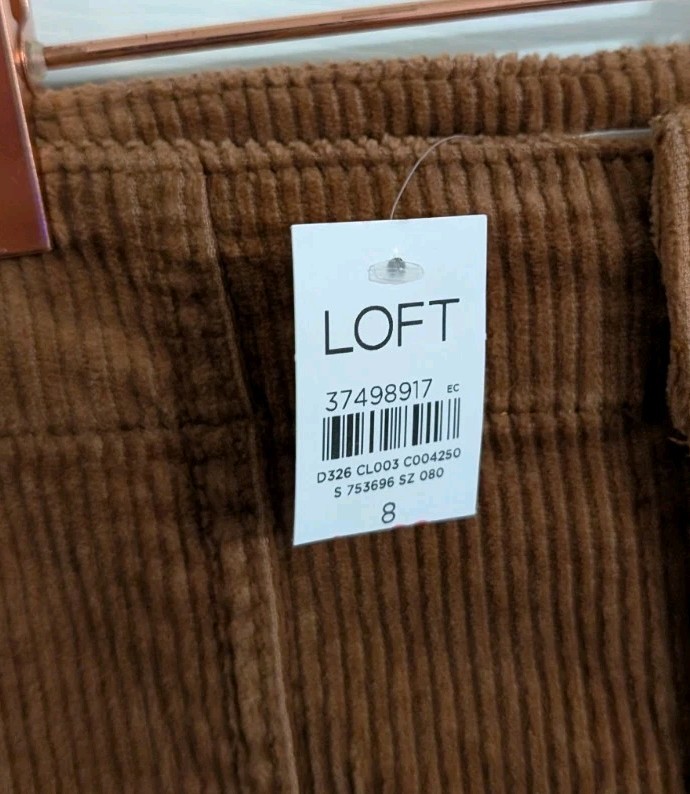 LOFT
37498917 EC
D326 CL003 C004250
S 753696 SZ 080
8